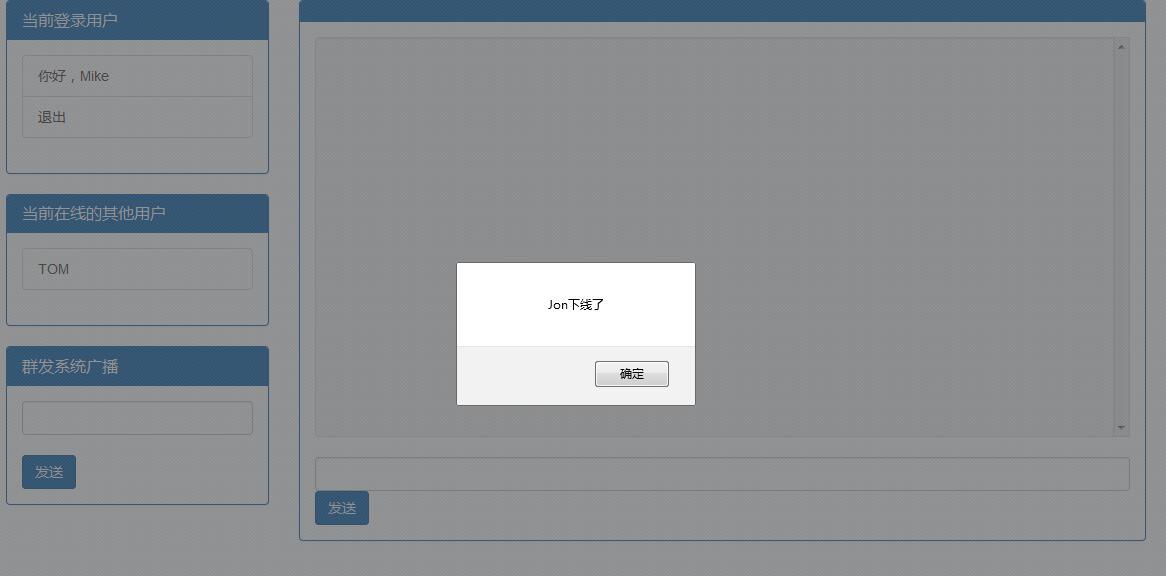 当前登录用户
你好，Mike
退出
当前在线的其他用户
TOM
群发系统广播
发送
Jon下线了
确定
发送